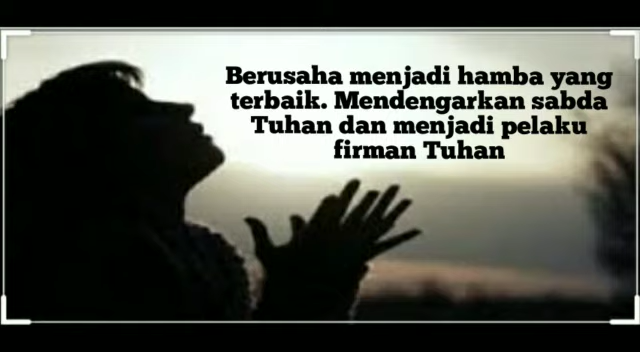 Berusaha menjadi hamba yang
terbaik. Mendengarkan sabda
Tuhan dan menjadi pelaku
firman Tuhan